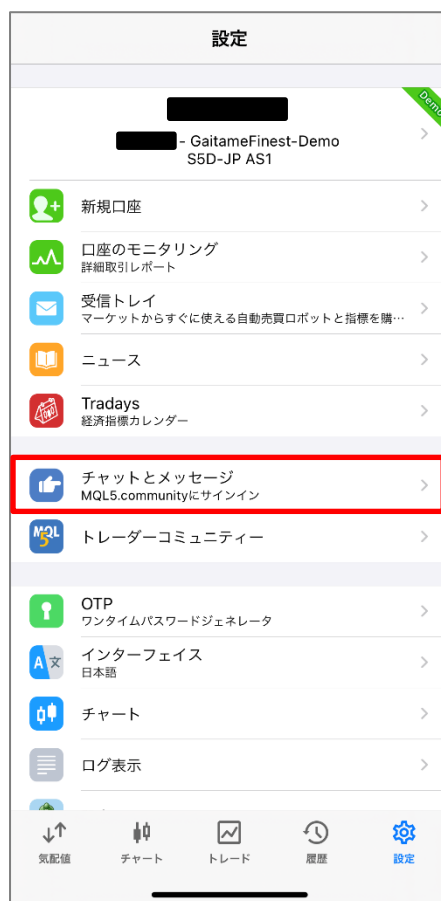 設定
Demo
- GaitameFinest-Demo
S5D-JP AS1
新規口座
口座のモニタリング
詳細取引レポート
受信トレイ
マーケットからすぐに使える自動売買ロボットと指標を購…
ニュース
Tradays
経済指標カレンダー
チャットとメッセージ
MQL5.communityにサインイン
MQL
5
トレーダーコミュニティー
OTP
ワンタイムパスワードジェネレータ
A文
インターフェイス
日本語
チャート
ログ表示
気配値
チャート
トレード
履歴
設定